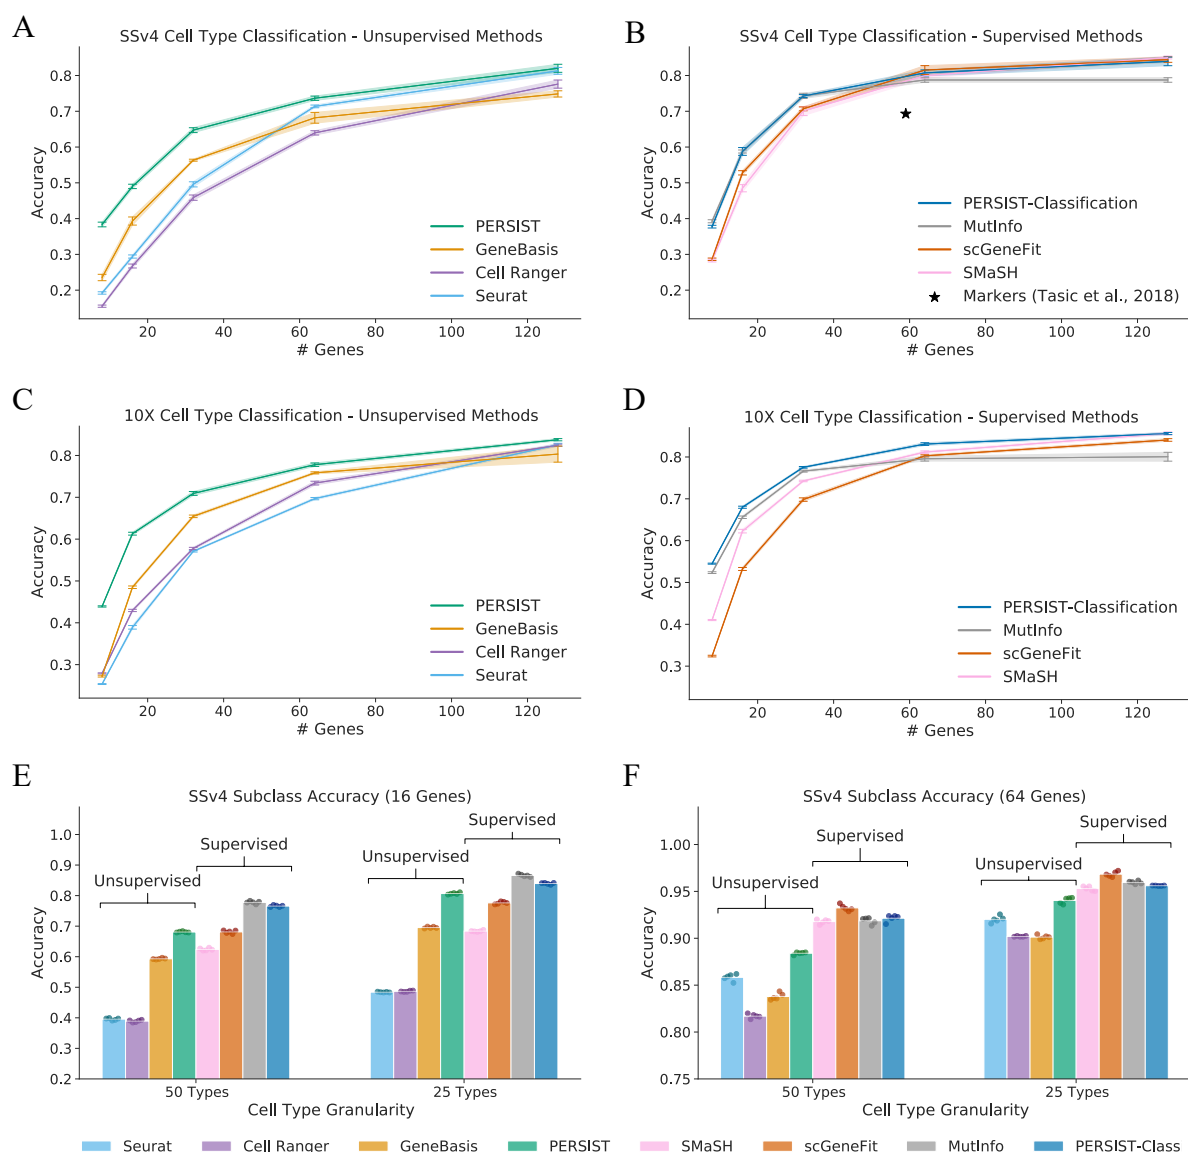 A
SSv4 Cell Type Classification - Unsupervised Methods
Accuracy
0.8
0.7
0.6
0.5
0.4
0.3
0.2
PERSIST
GeneBasis
Cell Ranger
Seurat
20 40 60 80 100 120
# Genes
B
SSv4 Cell Type Classification - Supervised Methods
Accuracy
0.8
0.7
0.6
0.5
0.4
0.3
0.2
PERSIST-Classification
MutInfo
scGeneFit
SMaSH
Markers (Tasic et al., 2018)
20 40 60 80 100 120
# Genes
C
10X Cell Type Classification - Unsupervised Methods
Accuracy
0.8
0.7
0.6
0.5
0.4
0.3
PERSIST
GeneBasis
Cell Ranger
Seurat
20 40 60 80 100 120
# Genes
D
10X Cell Type Classification - Supervised Methods
Accuracy
0.8
0.7
0.6
0.5
0.4
0.3
PERSIST-Classification
MutInfo
scGeneFit
SMaSH
20 40 60 80 100 120
# Genes
E
SSv4 Subclass Accuracy (16 Genes)
Accuracy
1.0
0.9
0.8
0.7
0.6
0.5
0.4
0.3
0.2
Unsupervised
Supervised
Unsupervised
Supervised
50 Types 25 Types
Cell Type Granularity
F
SSv4 Subclass Accuracy (64 Genes)
Accuracy
1.00
0.95
0.90
0.85
0.80
0.75
Unsupervised
Supervised
Unsupervised
Supervised
50 Types 25 Types
Cell Type Granularity
Seurat Cell Ranger GeneBasis PERSIST SMaSH scGeneFit MutInfo PERSIST-Class